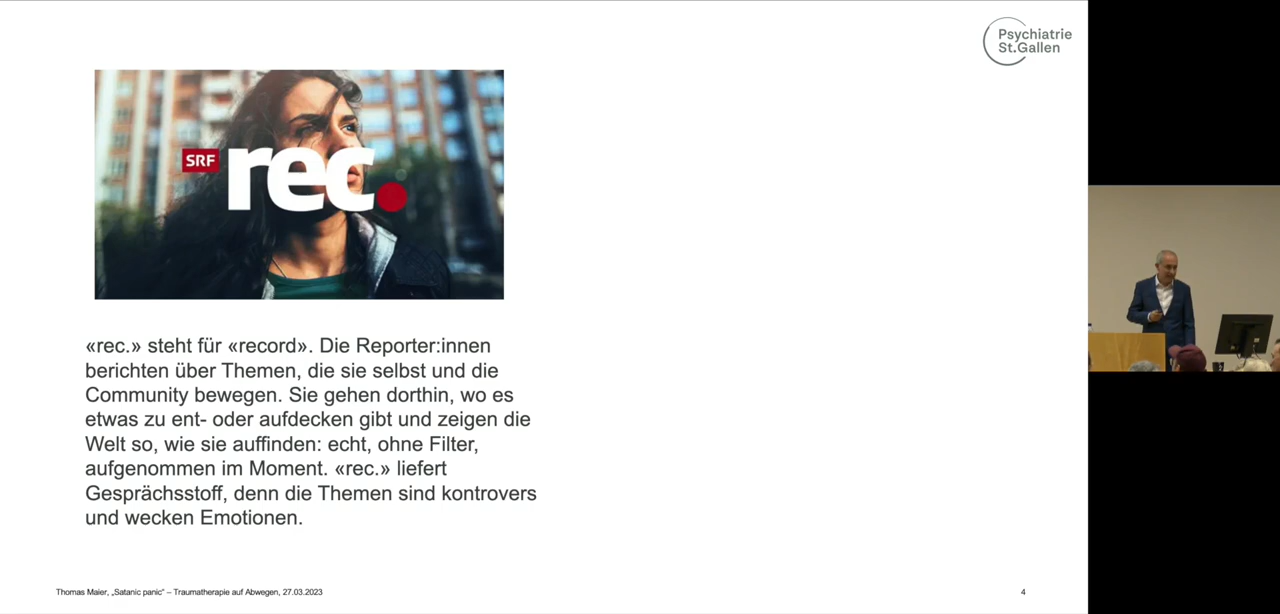 Psychiatrie
St.Gallen
SRF rec.
«rec.» steht für «record». Die Reporter:innen
berichten über Themen, die sie selbst und die
Community bewegen. Sie gehen dorthin, wo es
etwas zu ent- oder aufdecken gibt und zeigen die
Welt so, wie sie auffinden: echt, ohne Filter,
aufgenommen im Moment. «rec.» liefert
Gesprächsstoff, denn die Themen sind kontrovers
und wecken Emotionen.
Thomas Maier, „Satanic panic“ – Traumatherapie auf Abwegen, 27.03.2023
4